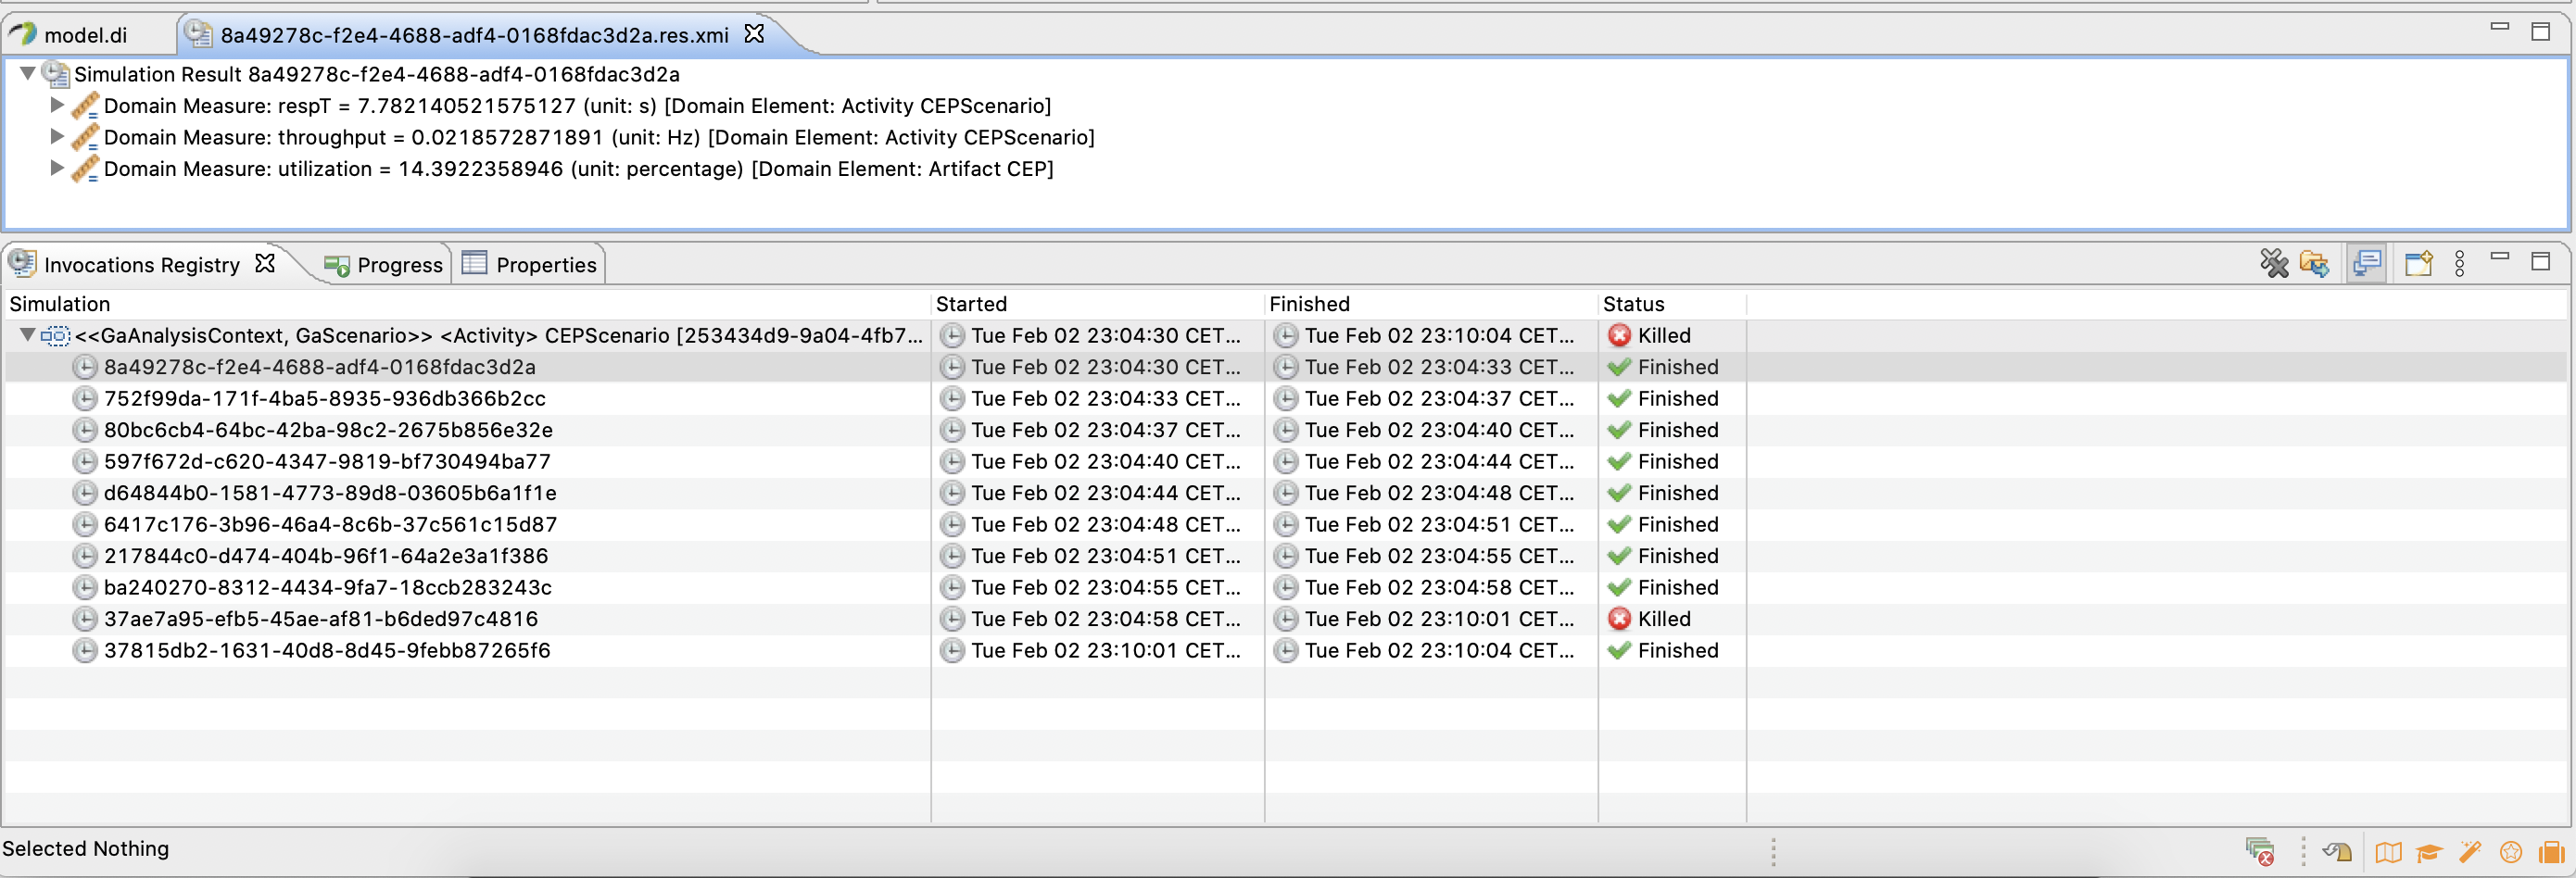 model.di 8a49278c-f2e4-4688-adf4-0168fdac3d2a.res.xmi
Simulation Result 8a49278c-f2e4-4688-adf4-0168fdac3d2a
Domain Measure: respT = 7.782140521575127 (unit: s) [Domain Element: Activity CEPScenario]
Domain Measure: throughput = 0.0218572871891 (unit: Hz) [Domain Element: Activity CEPScenario]
Domain Measure: utilization = 14.3922358946 (unit: percentage) [Domain Element: Artifact CEP]
Invocations Registry Progress Properties
Simulation Started Finished Status
<<GaAnalysisContext, GaScenario>> <Activity> CEPScenario [253434d9-9a04-4fb7... Tue Feb 02 23:04:30 CET... Tue Feb 02 23:10:04 CET... Killed
8a49278c-f2e4-4688-adf4-0168fdac3d2a Tue Feb 02 23:04:30 CET... Tue Feb 02 23:04:33 CET... Finished
752f99da-171f-4ba5-8935-936db366b2cc Tue Feb 02 23:04:33 CET... Tue Feb 02 23:04:37 CET... Finished
80bc6cb4-64bc-42ba-98c2-2675b856e32e Tue Feb 02 23:04:37 CET... Tue Feb 02 23:04:40 CET... Finished
597f672d-c620-4347-9819-bf730494ba77 Tue Feb 02 23:04:40 CET... Tue Feb 02 23:04:44 CET... Finished
d64844b0-1581-4773-89d8-03605b6a1f1e Tue Feb 02 23:04:44 CET... Tue Feb 02 23:04:48 CET... Finished
6417c176-3b96-46a4-8c6b-37c561c15d87 Tue Feb 02 23:04:48 CET... Tue Feb 02 23:04:51 CET... Finished
217844c0-d474-404b-96f1-64a2e3a1f386 Tue Feb 02 23:04:51 CET... Tue Feb 02 23:04:55 CET... Finished
ba240270-8312-4434-9fa7-18ccb283243c Tue Feb 02 23:04:55 CET... Tue Feb 02 23:04:58 CET... Finished
37ae7a95-efb5-45ae-af81-b6ded97c4816 Tue Feb 02 23:04:58 CET... Tue Feb 02 23:10:01 CET... Killed
37815db2-1631-40d8-8d45-9febb87265f6 Tue Feb 02 23:10:01 CET... Tue Feb 02 23:10:04 CET... Finished
Selected Nothing